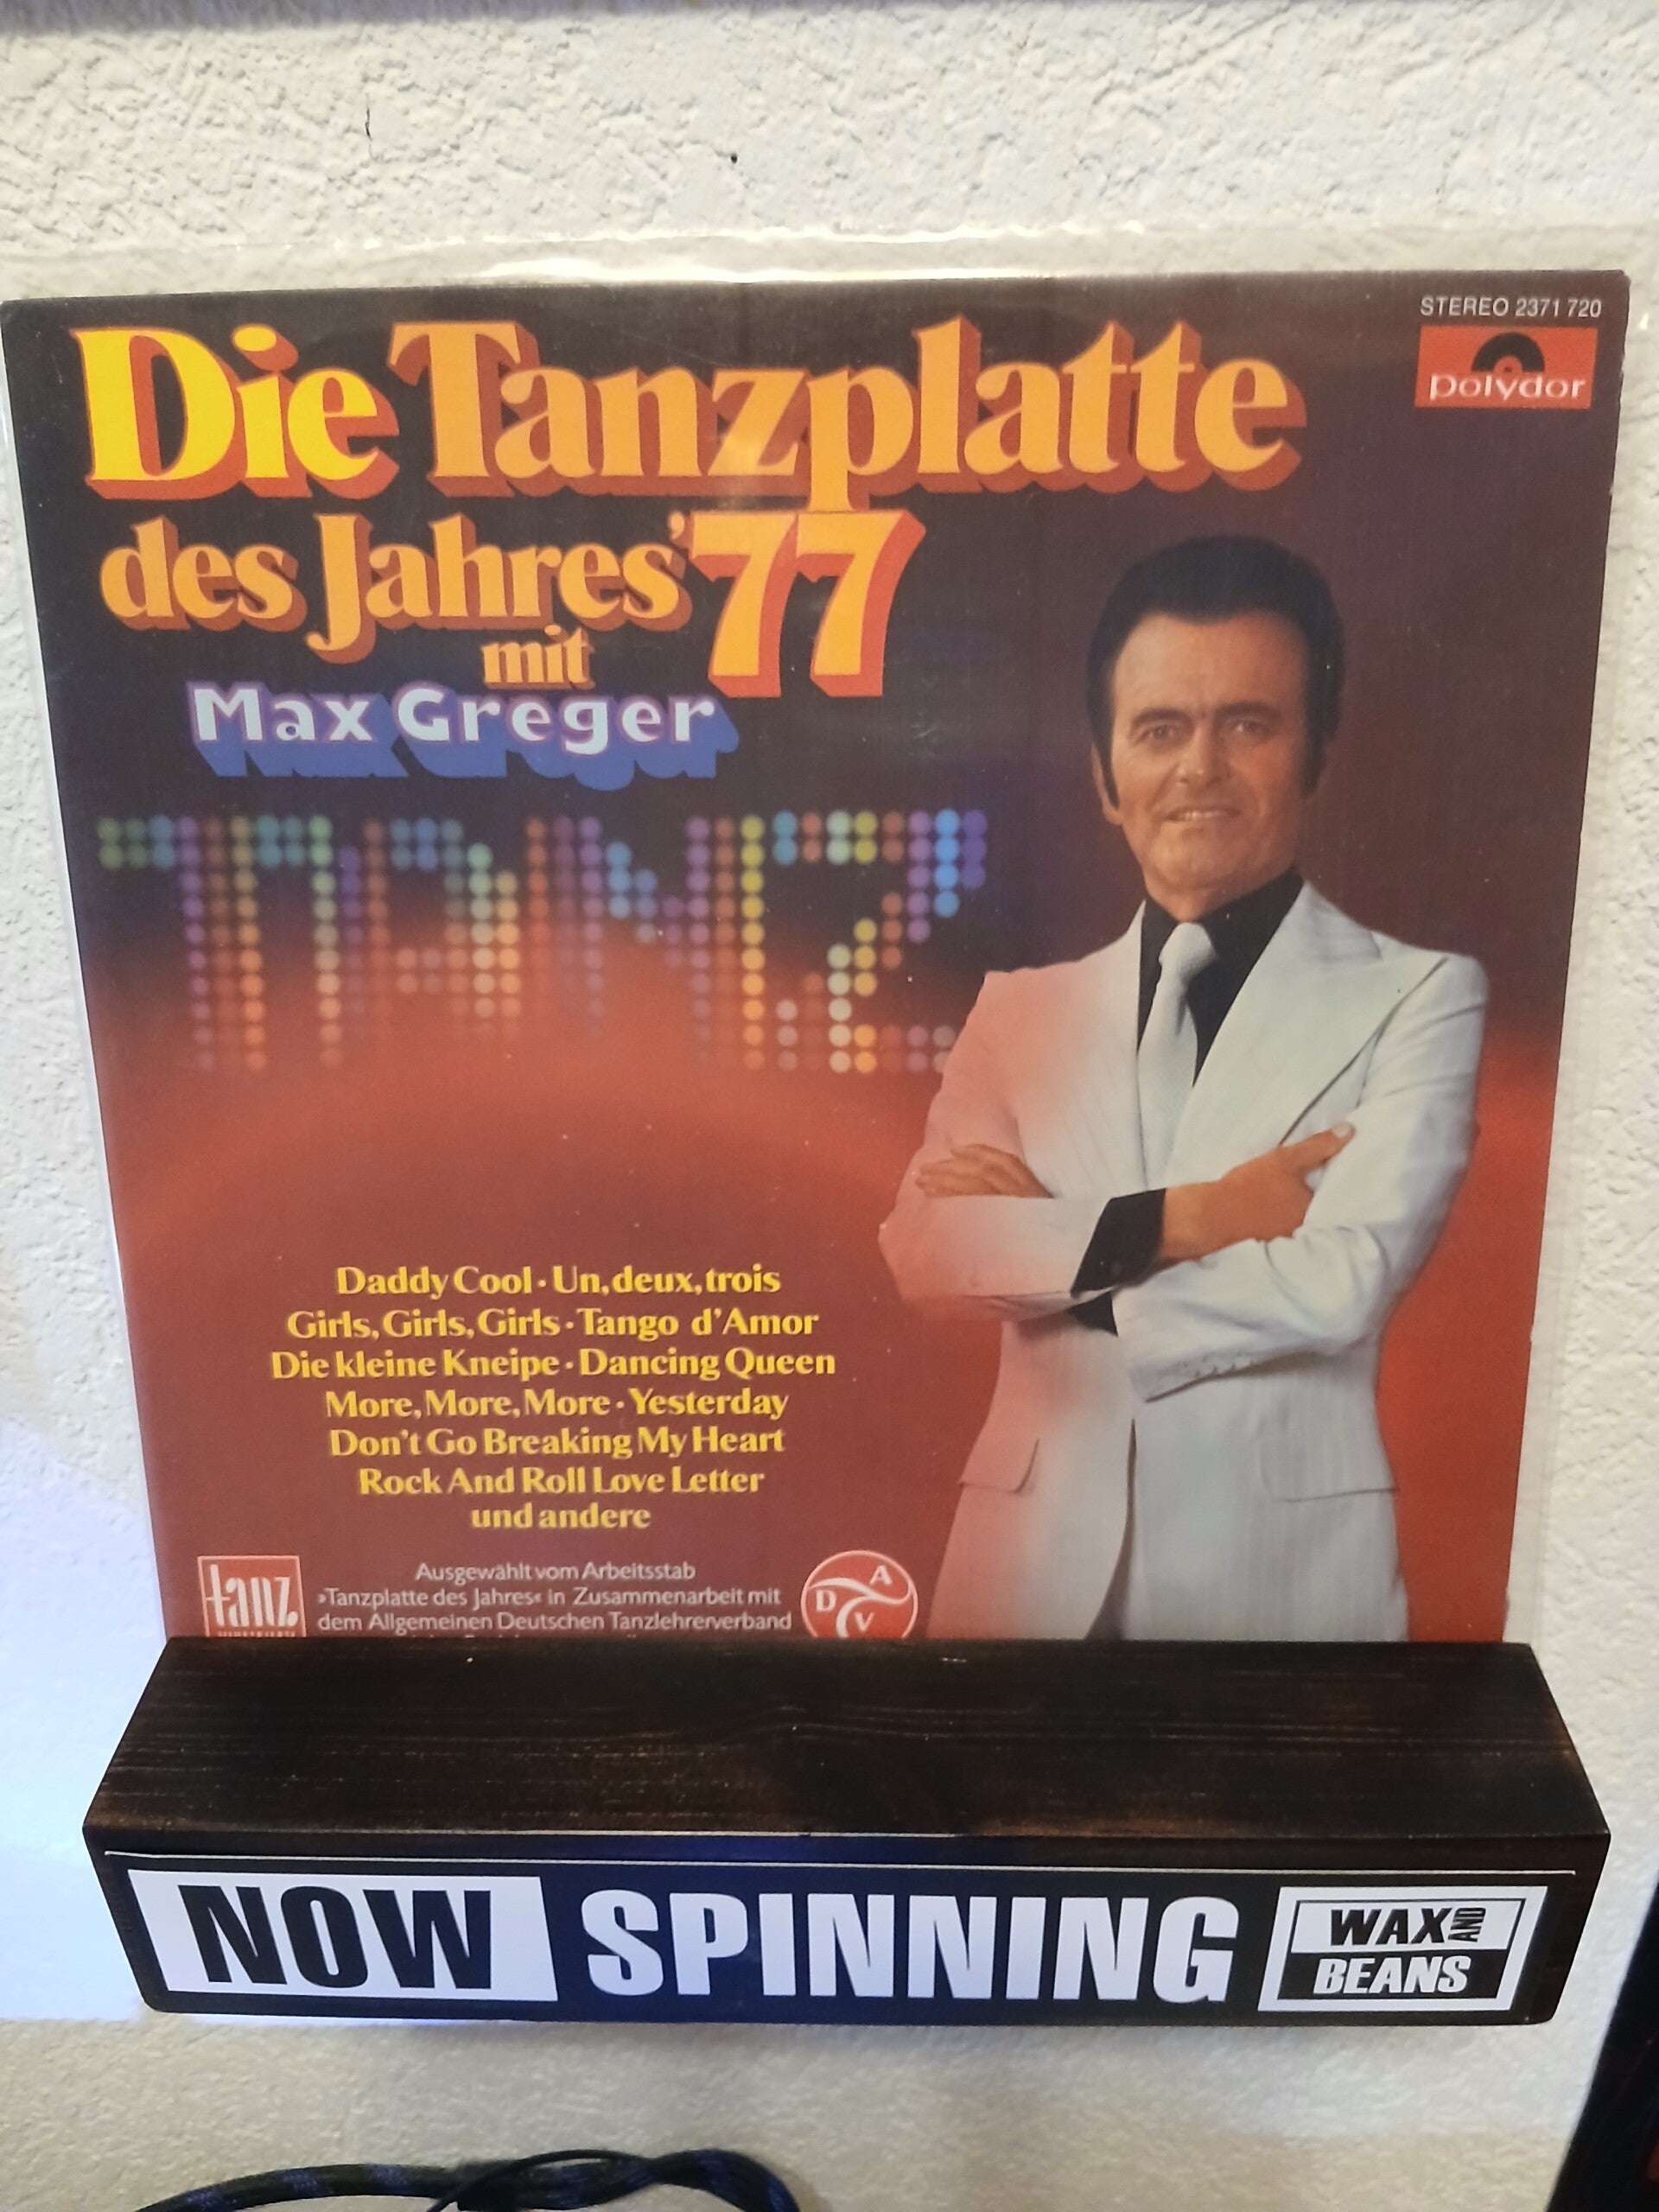 STEREO 2371 720
polydor
Die Tanzplatte
des Jahres '77
mit
Max Greger
TANZ
Daddy Cool · Un, deux, trois
Girls, Girls, Girls · Tango d'Amor
Die kleine Kneipe · Dancing Queen
More, More, More · Yesterday
Don't Go Breaking My Heart
Rock And Roll Love Letter
und andere
tanz
Ausgewählt vom Arbeitsstab
»Tanzplatte des Jahres« in Zusammenarbeit mit
dem Allgemeinen Deutschen Tanzlehrerverband
A
D
V
NOW SPINNING
WAX AND
BEANS